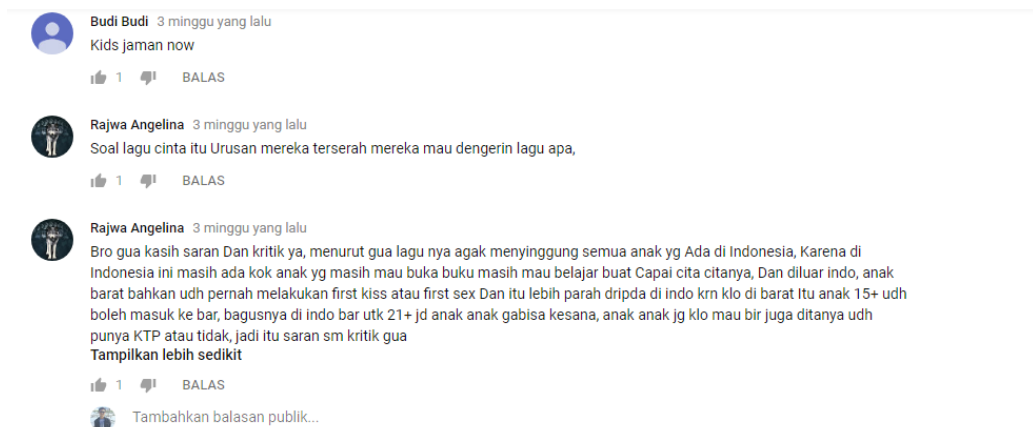 Budi Budi 3 minggu yang lalu
Kids jaman now
1 BALAS
Rajwa Angelina 3 minggu yang lalu
Soal lagu cinta itu Urusan mereka terserah mereka mau dengerin lagu apa,
1 BALAS
Rajwa Angelina 3 minggu yang lalu
Bro gua kasih saran Dan kritik ya, menurut gua lagu nya agak menyinggung semua anak yg Ada di Indonesia, Karena di
Indonesia ini masih ada kok anak yg masih mau buka buku masih mau belajar buat Capai cita citanya, Dan diluar indo, anak
barat bahkan udh pernah melakukan first kiss atau first sex Dan itu lebih parah dripda di indo krn klo di barat Itu anak 15+ udh
boleh masuk ke bar, bagusnya di indo bar utk 21+ jd anak anak gabisa kesana, anak anak jg klo mau bir juga ditanya udh
punya KTP atau tidak, jadi itu saran sm kritik gua
Tampilkan lebih sedikit
1 BALAS
Tambahkan balasan publik...